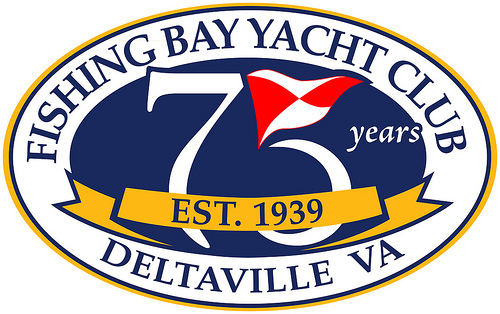 FISHING BAY YACHT CLUB
75
years
EST. 1939
DELTAVILLE VA